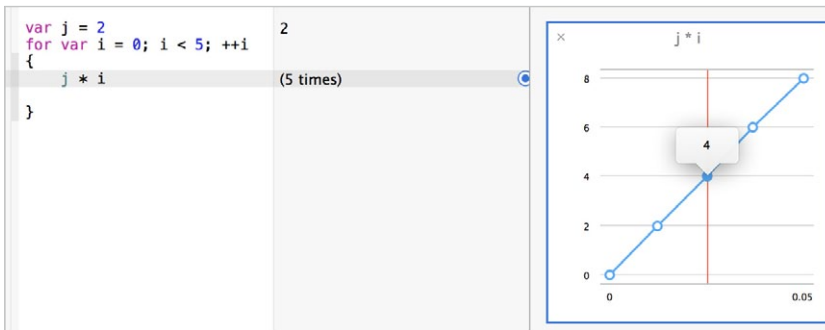 var j = 2
2
for var i = 0; i < 5; ++i
{
j * i
(5 times)
}
× j * i
8
6
4
4
2
0
0 0.05